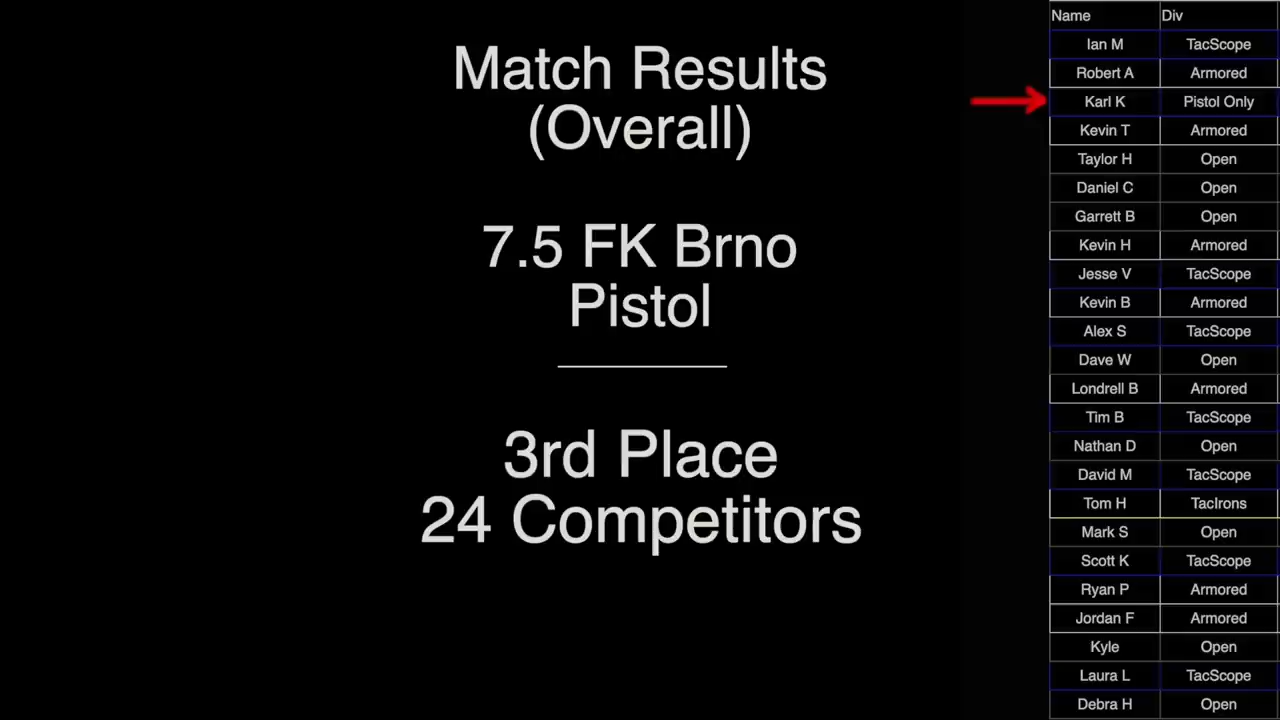 Match Results
(Overall)
7.5 FK Brno
Pistol
3rd Place
24 Competitors
Name Div
Ian M TacScope
Robert A Armored
Karl K Pistol Only
Kevin T Armored
Taylor H Open
Daniel C Open
Garrett B Open
Kevin H Armored
Jesse V TacScope
Kevin B Armored
Alex S TacScope
Dave W Open
Londrell B Armored
Tim B TacScope
Nathan D Open
David M TacScope
Tom H TacIrons
Mark S Open
Scott K TacScope
Ryan P Armored
Jordan F Armored
Kyle Open
Laura L TacScope
Debra H Open